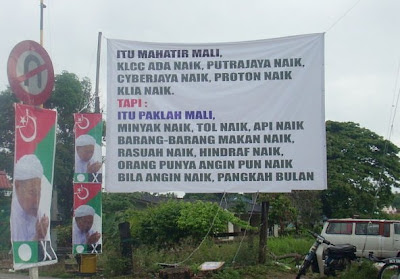 ITU MAHATIR MALI,
KLCC ADA NAIK, PUTRAJAYA NAIK,
CYBERJAYA NAIK, PROTON NAIK
KLIA NAIK.
TAPI :
ITU PAKLAH MALI,
MINYAK NAIK, TOL NAIK, API NAIK
BARANG-BARANG MAKAN NAIK,
RASUAH NAIK, HINDRAF NAIK,
ORANG PUNYA ANGIN PUN NAIK
BILA ANGIN NAIK, PANGKAH BULAN